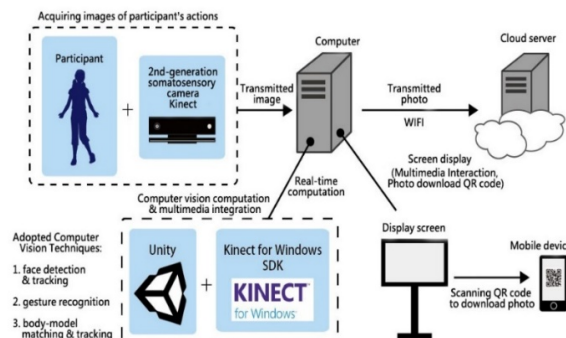 Acquiring images of participant's actions
Participant
+
2nd-generation
somatosensory
camera
Kinect
Transmitted
image
Computer
Transmitted
photo
WIFI
Cloud server
Computer vision computation
& multimedia integration
Real-time
computation
Screen display
(Multimedia Interaction,
Photo download QR code)
Adopted Computer
Vision Techniques:
1. face detection
& tracking
2. gesture recognition
3. body-model
matching & tracking
Unity
+
Kinect for Windows
SDK
KINECT
for Windows
Display screen
Scanning QR code
to download photo
Mobile devic